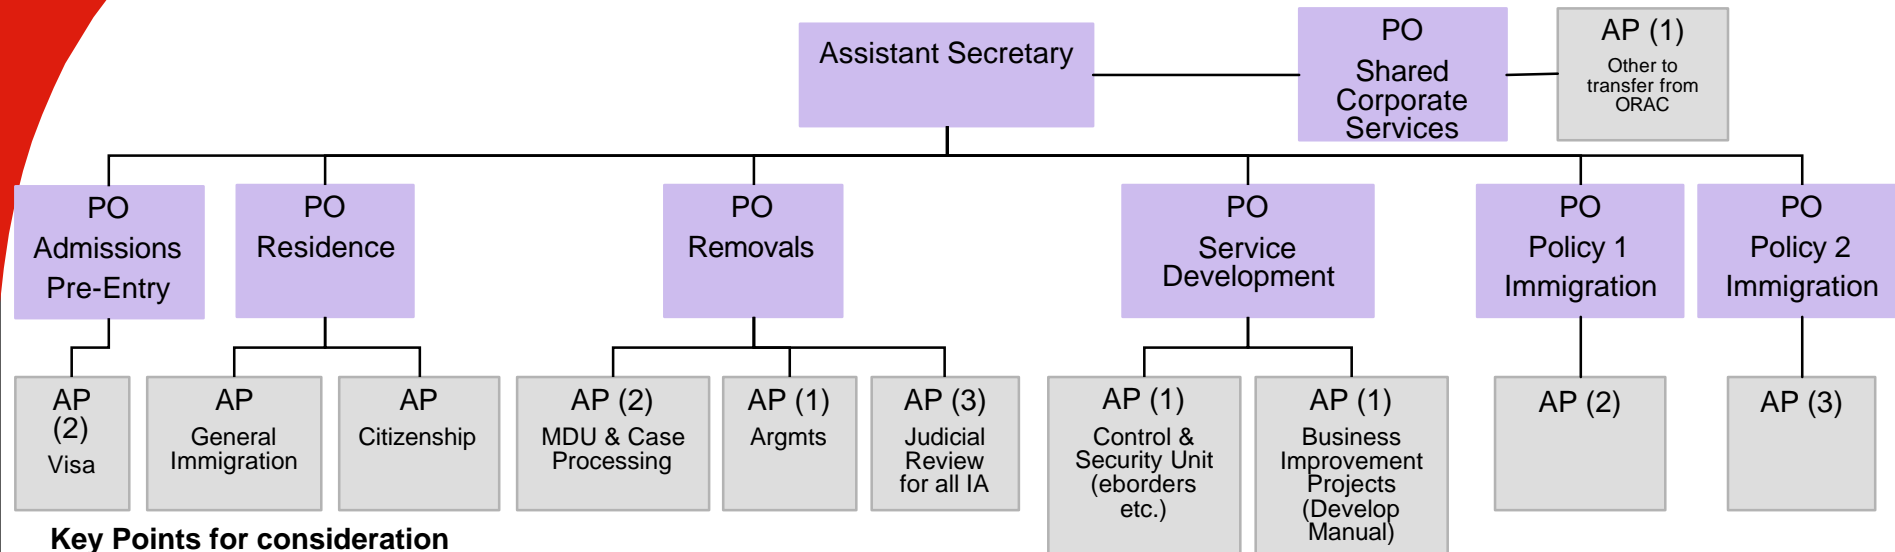 Assistant Secretary
PO
Shared
Corporate
Services
AP (1)
Other to
transfer from
ORAC
PO
Admissions
Pre-Entry
PO
Residence
PO
Removals
PO
Service
Development
PO
Policy 1
Immigration
PO
Policy 2
Immigration
AP
(2)
Visa
AP
General
Immigration
AP
Citizenship
AP (2)
MDU & Case
Processing
AP (1)
Argmts
AP (3)
Judicial
Review
for all IA
AP (1)
Control &
Security Unit
(eborders
etc.)
AP (1)
Business
Improvement
Projects
(Develop
Manual)
AP (2)
AP (3)
Key Points for consideration